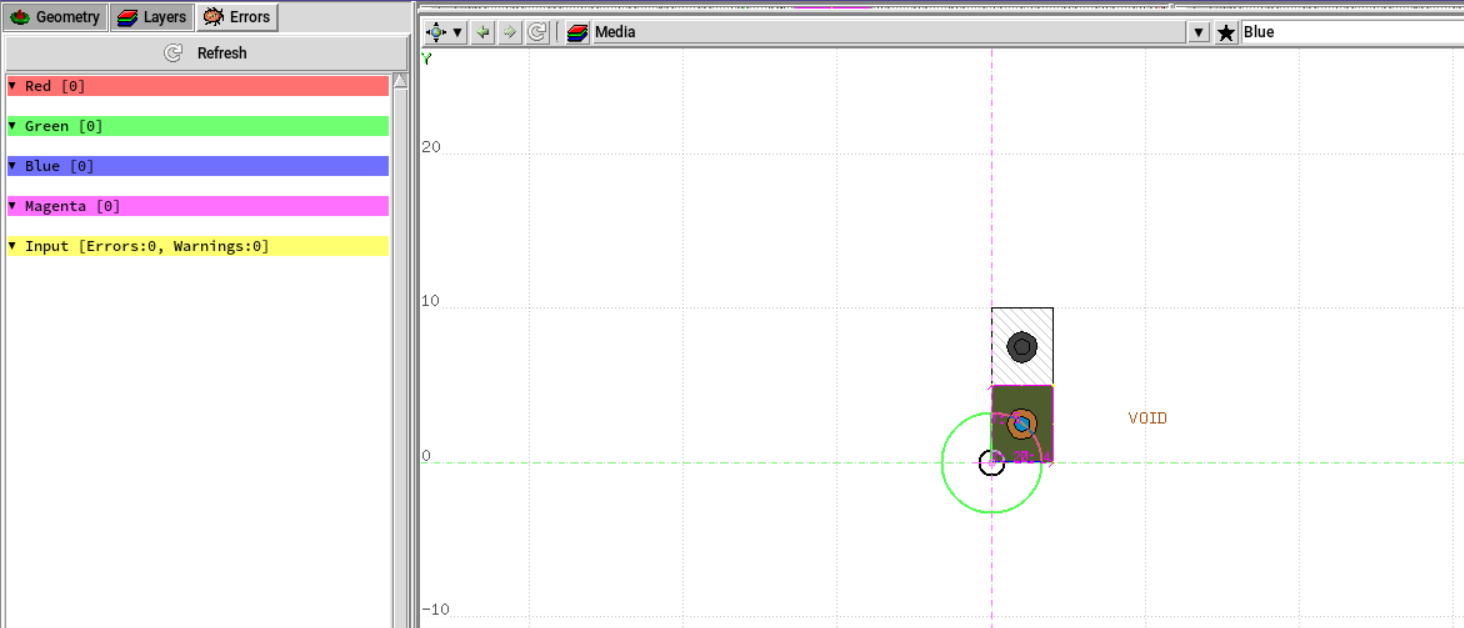 Geometry Layers Errors
Refresh
▼ Red [0]
▼ Green [0]
▼ Blue [0]
▼ Magenta [0]
▼ Input [Errors:0, Warnings:0]
Media
Blue
Y
20
10
VOID
0
-10